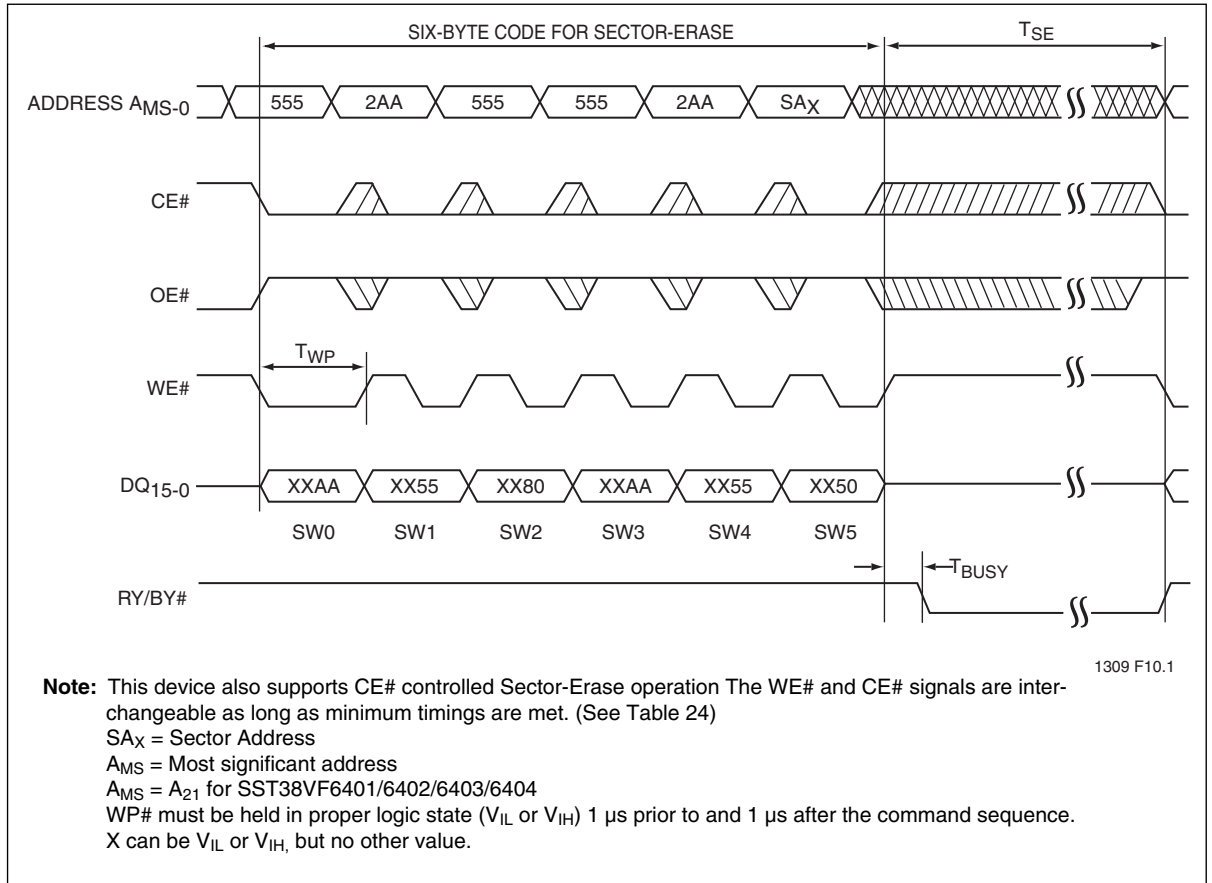 SIX-BYTE CODE FOR SECTOR-ERASE
TSE
ADDRESS AMS-0
555
2AA
555
555
2AA
SAX
CE#
OE#
TWP
WE#
DQ15-0
XXAA
XX55
XX80
XXAA
XX55
XX50
SW0
SW1
SW2
SW3
SW4
SW5
TBUSY
RY/BY#
1309 F10.1
Note: This device also supports CE# controlled Sector-Erase operation The WE# and CE# signals are inter-
changeable as long as minimum timings are met. (See Table 24)
SAX = Sector Address
AMS = Most significant address
AMS = A21 for SST38VF6401/6402/6403/6404
WP# must be held in proper logic state (VIL or VIH) 1 µs prior to and 1 µs after the command sequence.
X can be VIL or VIH, but no other value.